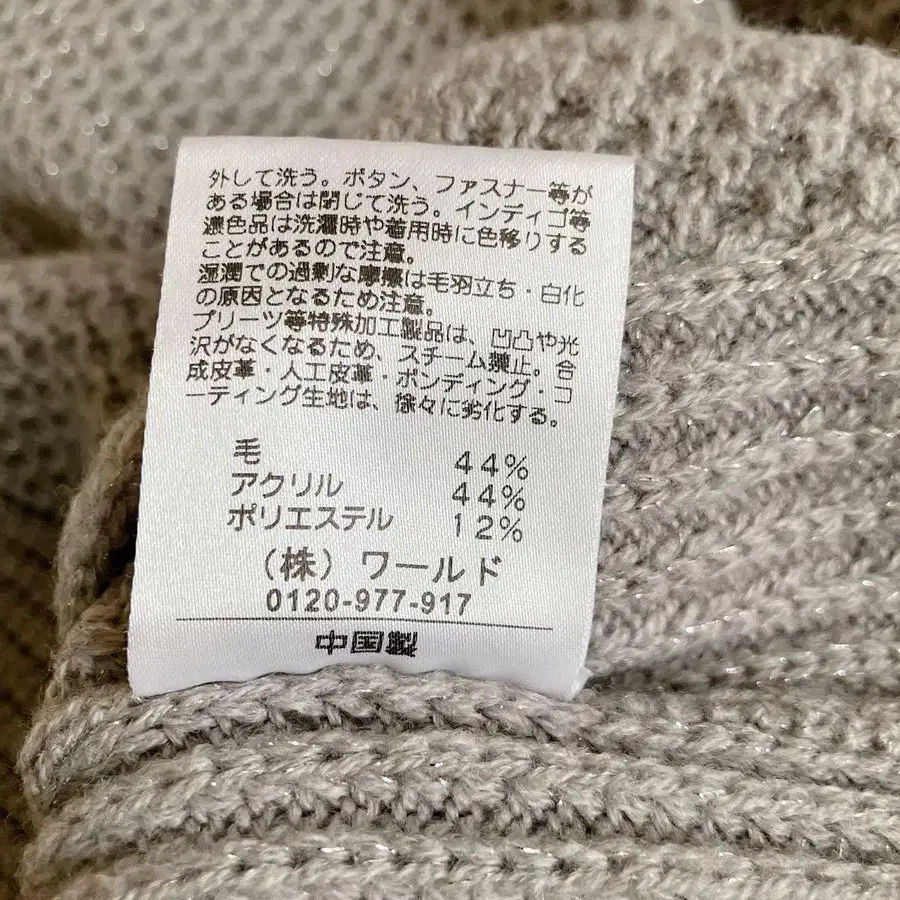 外して洗う。ボタン、ファスナー等が
ある場合は閉じて洗う。インディゴ等
濃色品は洗濯時や着用時に色移りする
ことがあるので注意。
湿潤での過剰な摩擦は毛羽立ち・白化
の原因となるため注意。
プリーツ等特殊加工製品は、凹凸や光
沢がなくなるため、スチーム禁止。合
成皮革・人工皮革・ボンディング・コ
ーティング生地は、徐々に劣化する。
毛 44%
アクリル 44%
ポリエステル 12%
(株)ワールド
0120-977-917
中国製